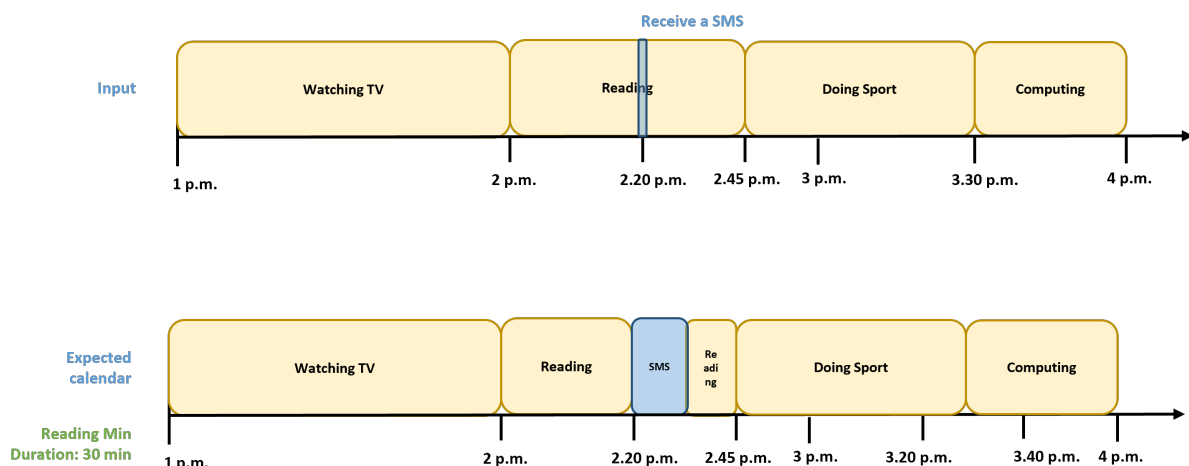 Receive a SMS
Input
Watching TV
Reading
Doing Sport
Computing
1 p.m.
2 p.m.
2.20 p.m.
2.45 p.m.
3 p.m.
3.30 p.m.
4 p.m.
Expected
calendar
Watching TV
Reading
SMS
Re
adi
ng
Doing Sport
Computing
Reading Min
Duration: 30 min
1 p.m.
2 p.m.
2.20 p.m.
2.45 p.m.
3 p.m.
3.20 p.m.
3.40 p.m.
4 p.m.